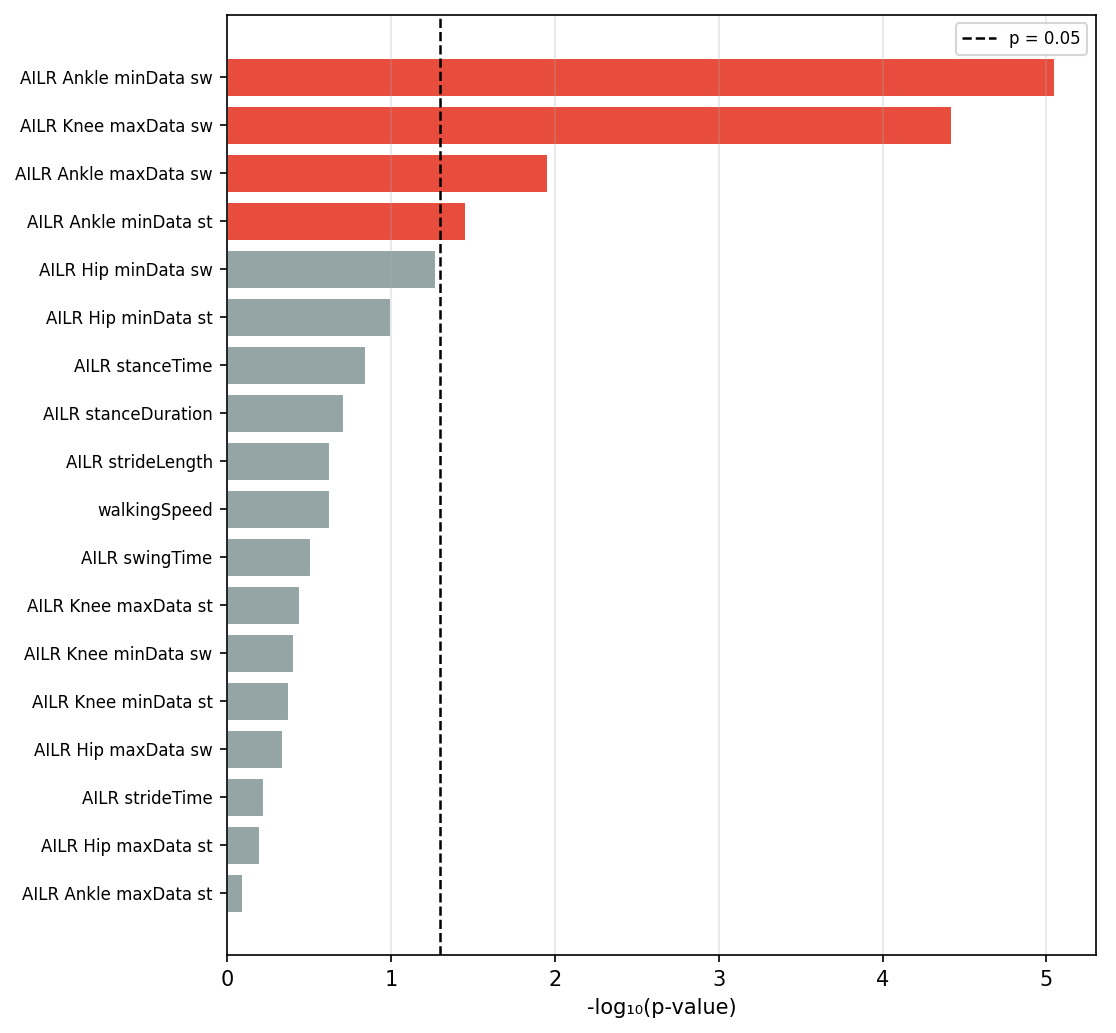 p = 0.05
AILR Ankle minData sw
AILR Knee maxData sw
AILR Ankle maxData sw
AILR Ankle minData st
AILR Hip minData sw
AILR Hip minData st
AILR stanceTime
AILR stanceDuration
AILR strideLength
walkingSpeed
AILR swingTime
AILR Knee maxData st
AILR Knee minData sw
AILR Knee minData st
AILR Hip maxData sw
AILR strideTime
AILR Hip maxData st
AILR Ankle maxData st
0 1 2 3 4 5
-log₁₀(p-value)